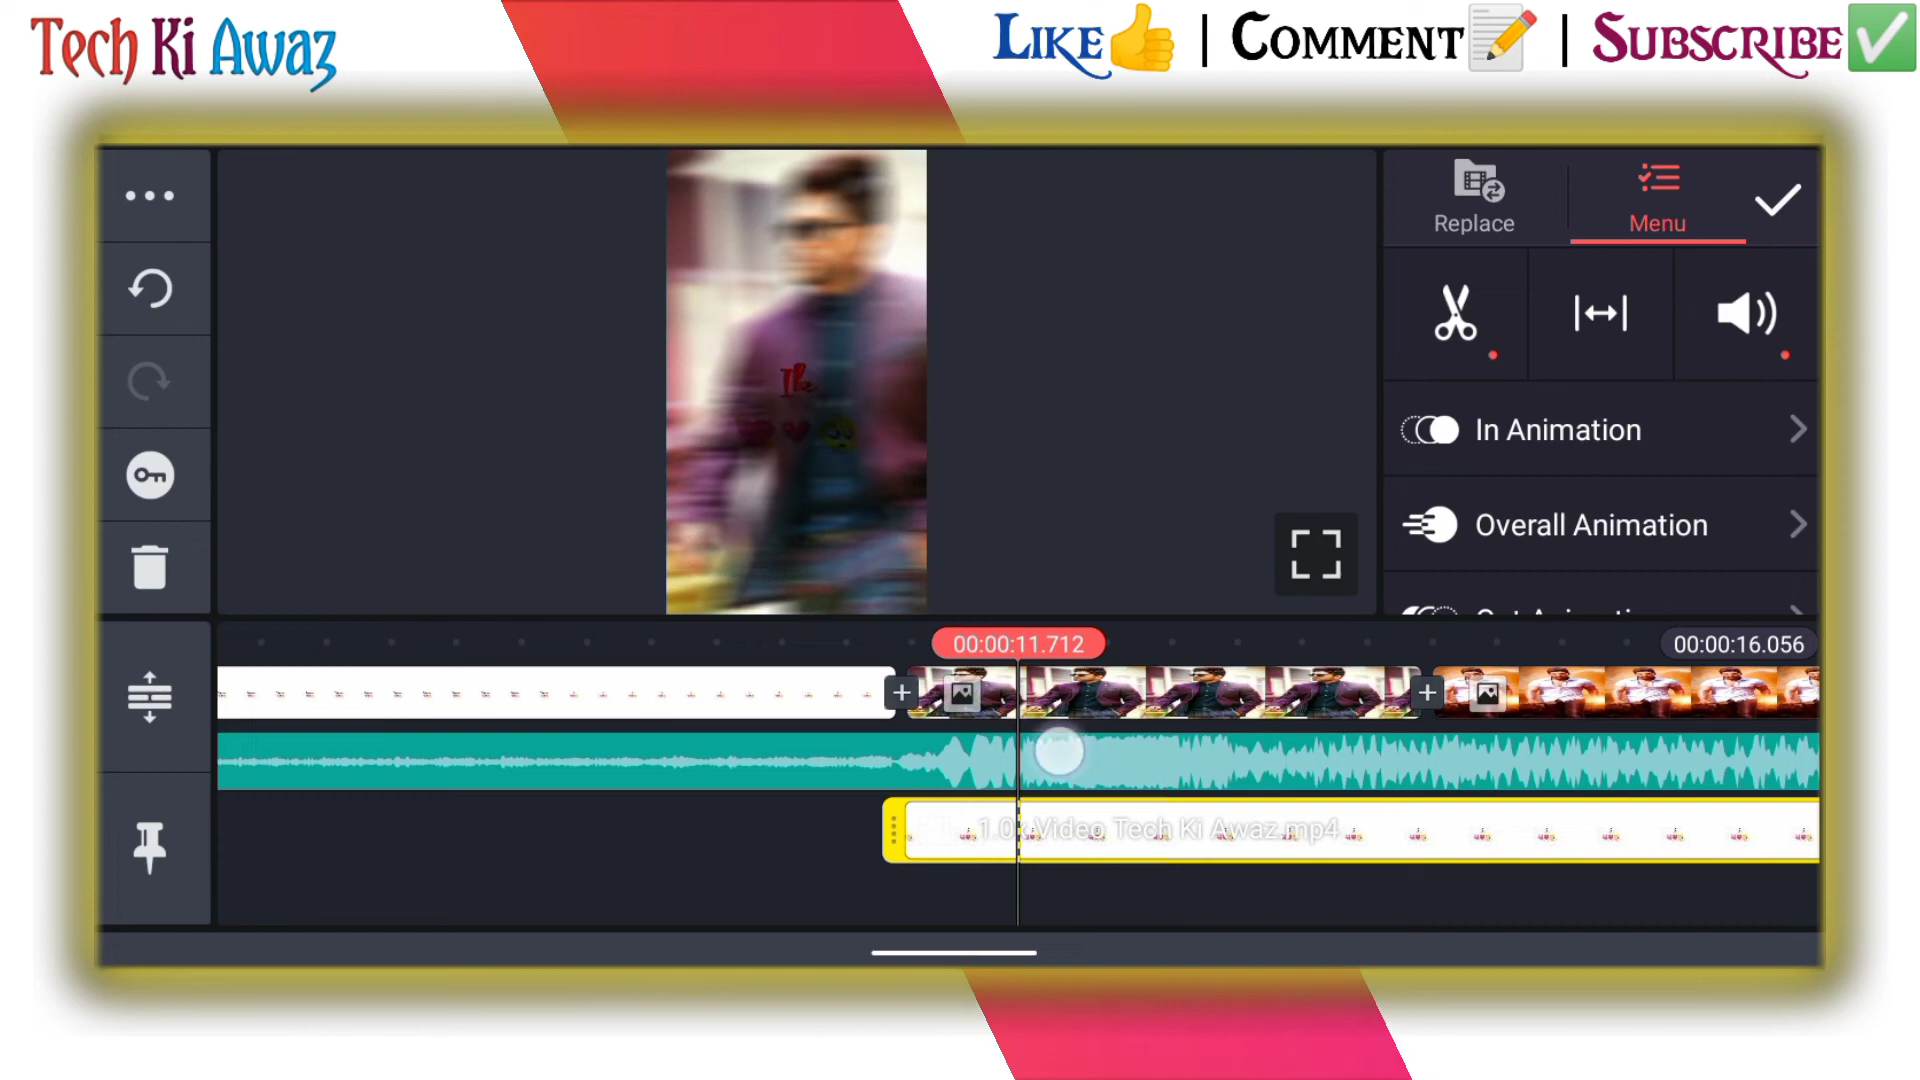 Tech Ki Awaz
LIKE | COMMENT | SUBSCRIBE
Replace
Menu
In Animation
Overall Animation
The
00:00:11.712
00:00:16.056
1.0x Video Tech Ki Awaz.mp4